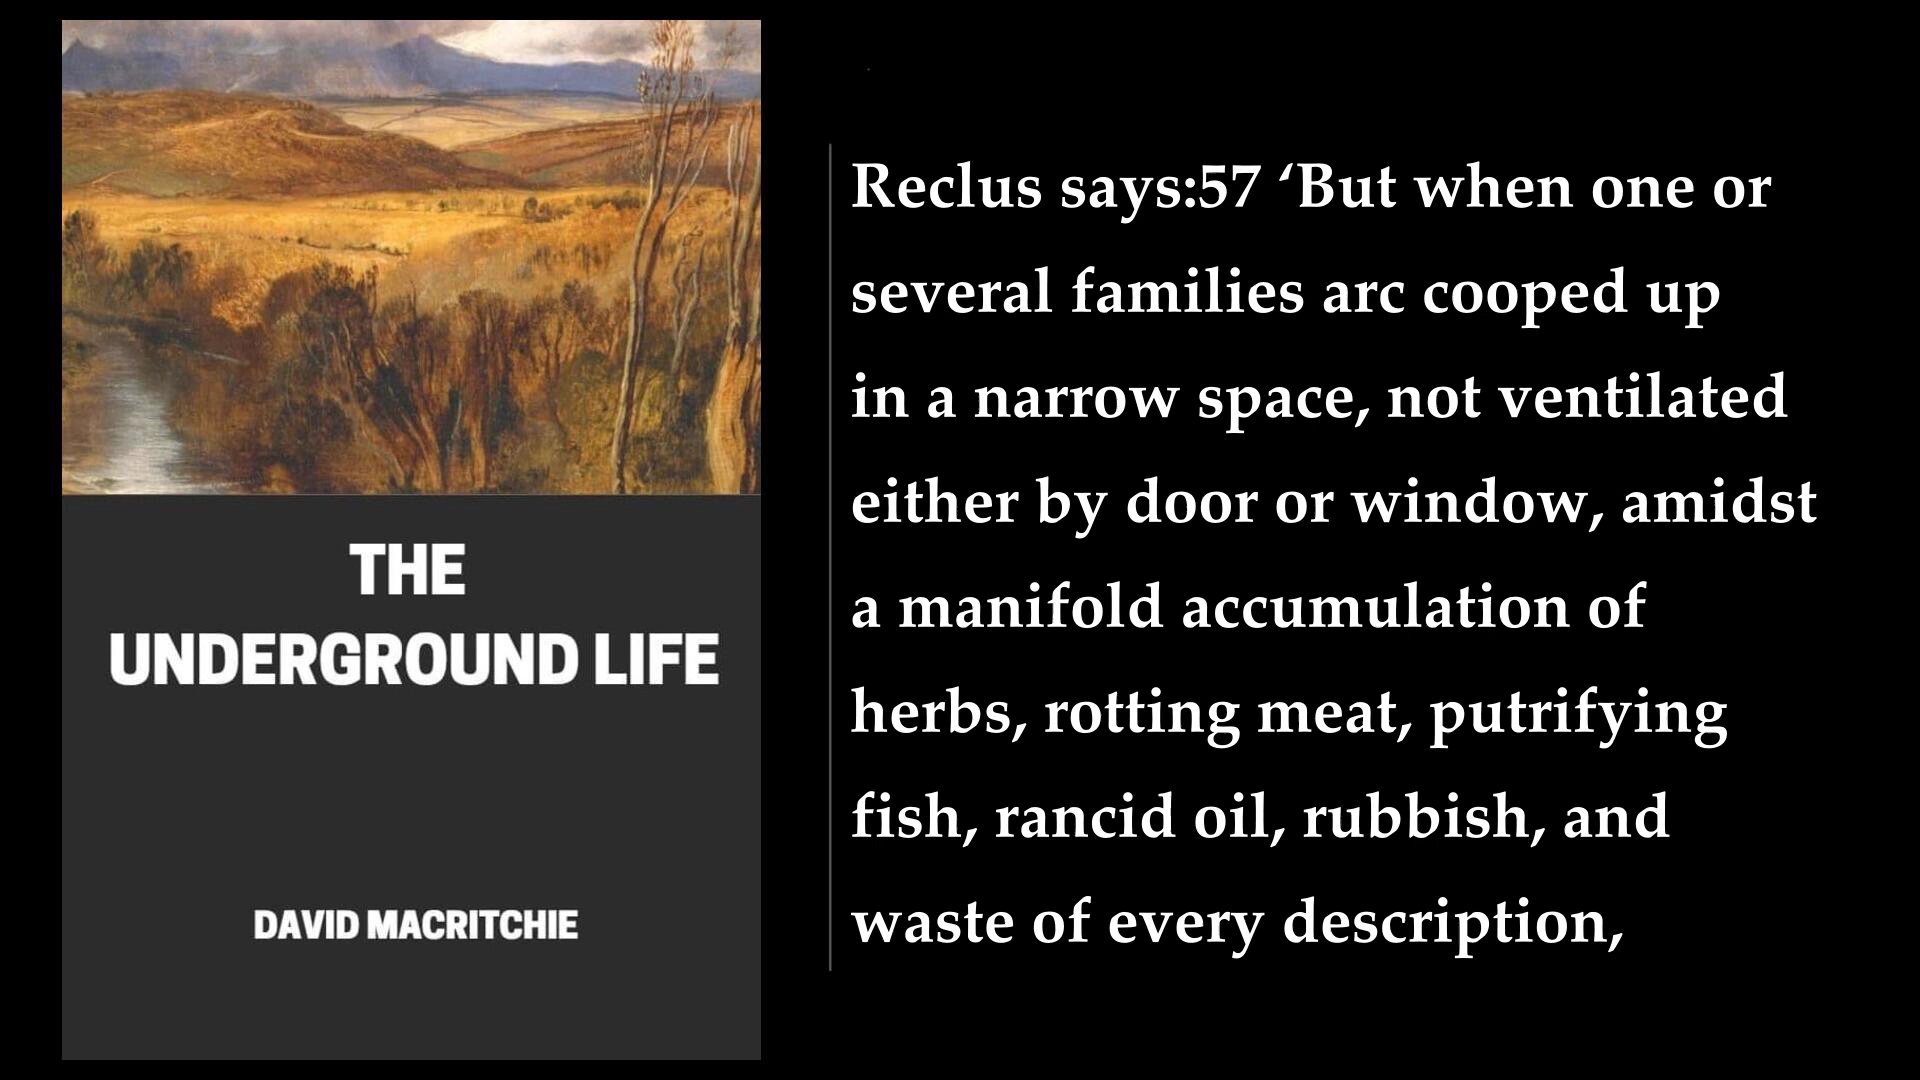 THE
UNDERGROUND LIFE
DAVID MACRITCHIE
Reclus says:57 ‘But when one or
several families arc cooped up
in a narrow space, not ventilated
either by door or window, amidst
a manifold accumulation of
herbs, rotting meat, putrifying
fish, rancid oil, rubbish, and
waste of every description,